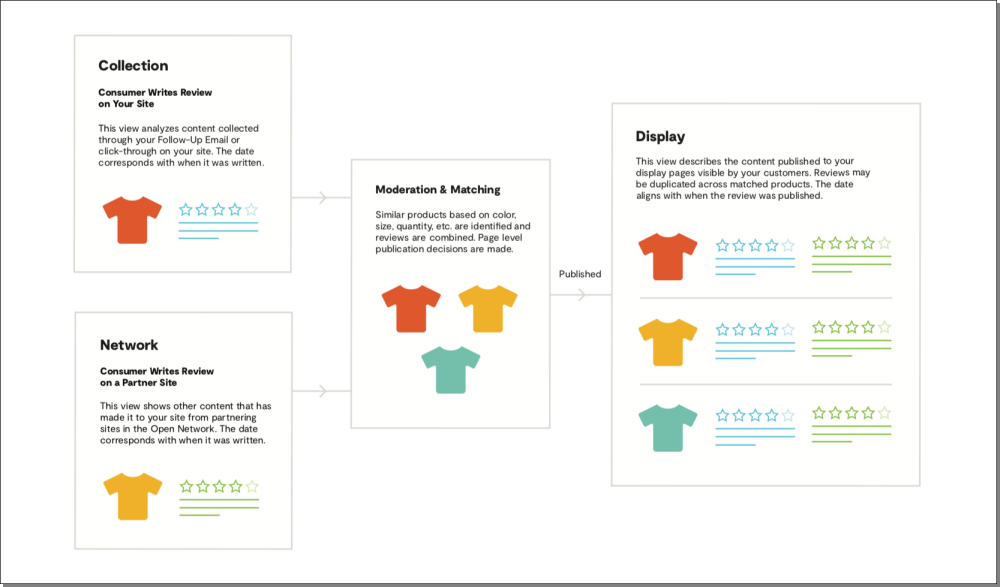 Collection
Consumer Writes Review
on Your Site
This view analyzes content collected
through your Follow-Up Email or
click-through on your site. The date
corresponds with when it was written.
Network
Consumer Writes Review
on a Partner Site
This view shows other content that has
made it to your site from partnering
sites in the Open Network. The date
corresponds with when it was written.
Moderation & Matching
Similar products based on color,
size, quantity, etc. are identified and
reviews are combined. Page level
publication decisions are made.
Published
Display
This view describes the content published to your
display pages visible by your customers. Reviews may
be duplicated across matched products. The date
aligns with when the review was published.